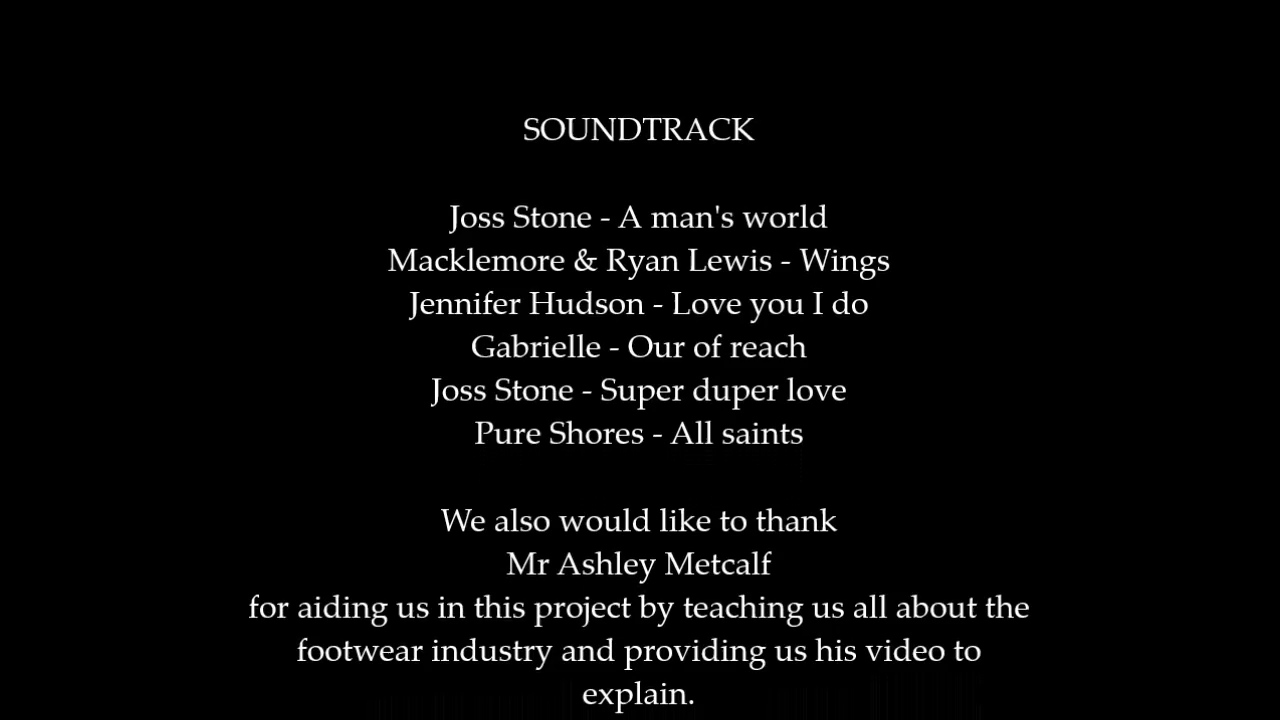 SOUNDTRACK
Joss Stone - A man's world
Macklemore & Ryan Lewis - Wings
Jennifer Hudson - Love you I do
Gabrielle - Our of reach
Joss Stone - Super duper love
Pure Shores - All saints
We also would like to thank
Mr Ashley Metcalf
for aiding us in this project by teaching us all about the
footwear industry and providing us his video to
explain.